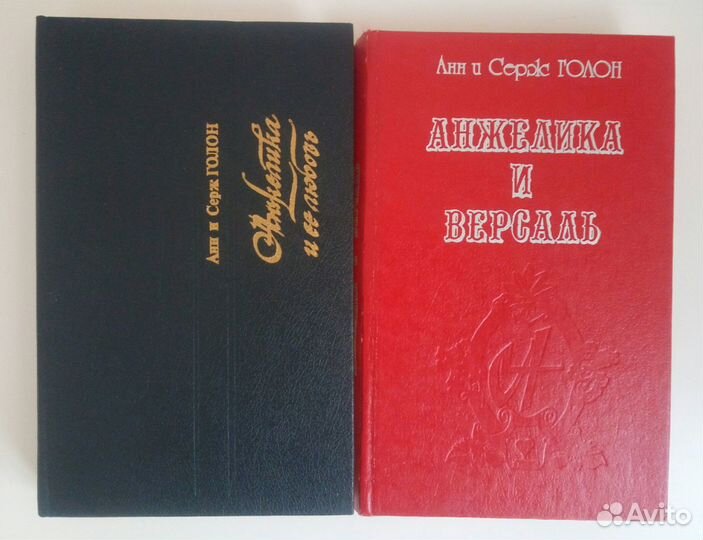 Анн и Серж ГОЛОН
Анжелика
и ее любовь
Анн и Серж ГОЛОН
АНЖЕЛИКА
И
ВЕРСАЛЬ
Avito